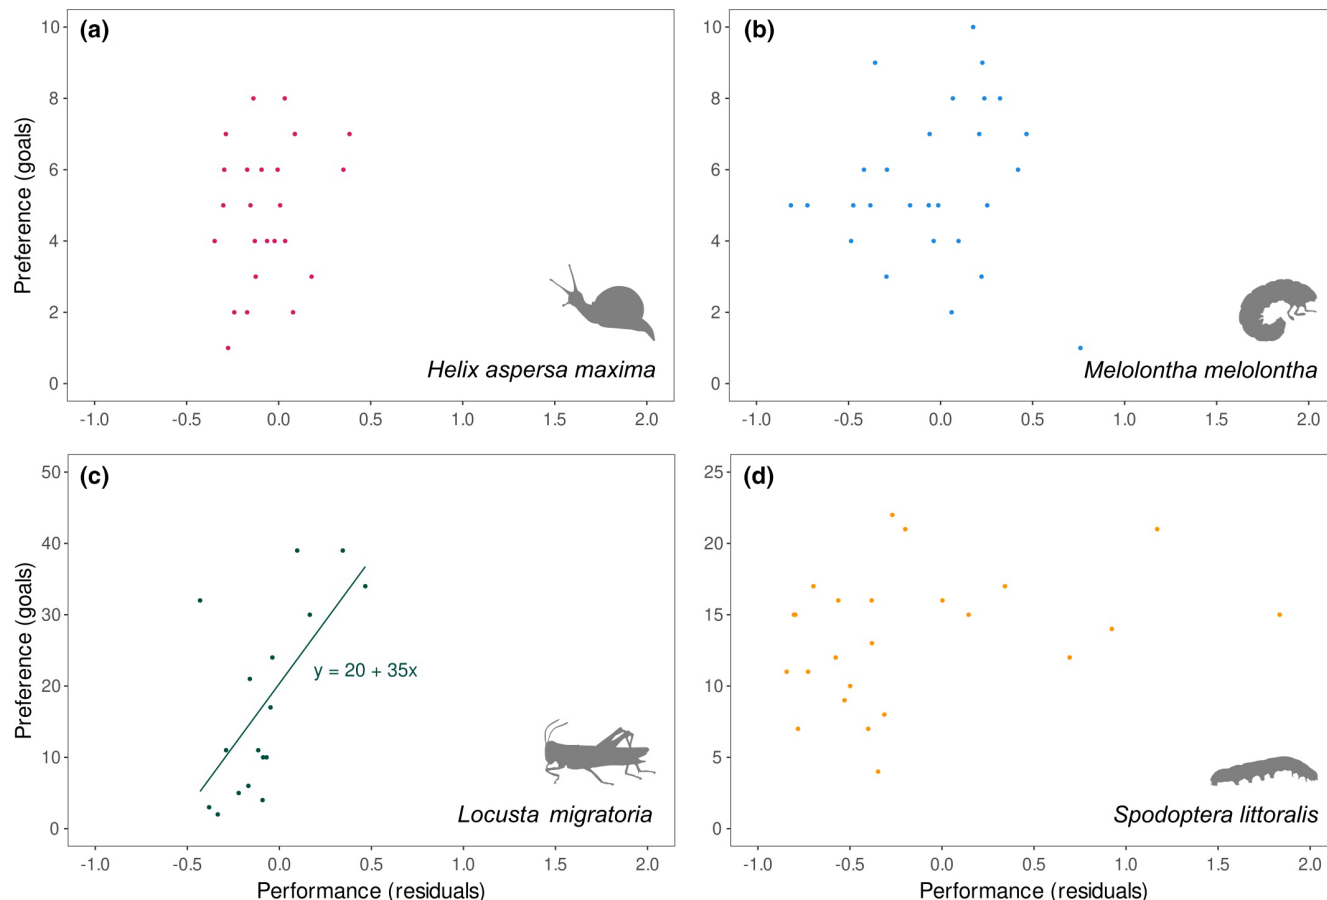 (a)
10
8
6
4
2
0
Preference (goals)
Helix aspersa maxima
-1.0 -0.5 0.0 0.5 1.0 1.5 2.0
(b)
10
8
6
4
2
0
Melolontha melolontha
-1.0 -0.5 0.0 0.5 1.0 1.5 2.0
(c)
50
40
30
20
10
0
Preference (goals)
y = 20 + 35x
Locusta migratoria
-1.0 -0.5 0.0 0.5 1.0 1.5 2.0
Performance (residuals)
(d)
25
20
15
10
5
0
Spodoptera littoralis
-1.0 -0.5 0.0 0.5 1.0 1.5 2.0
Performance (residuals)